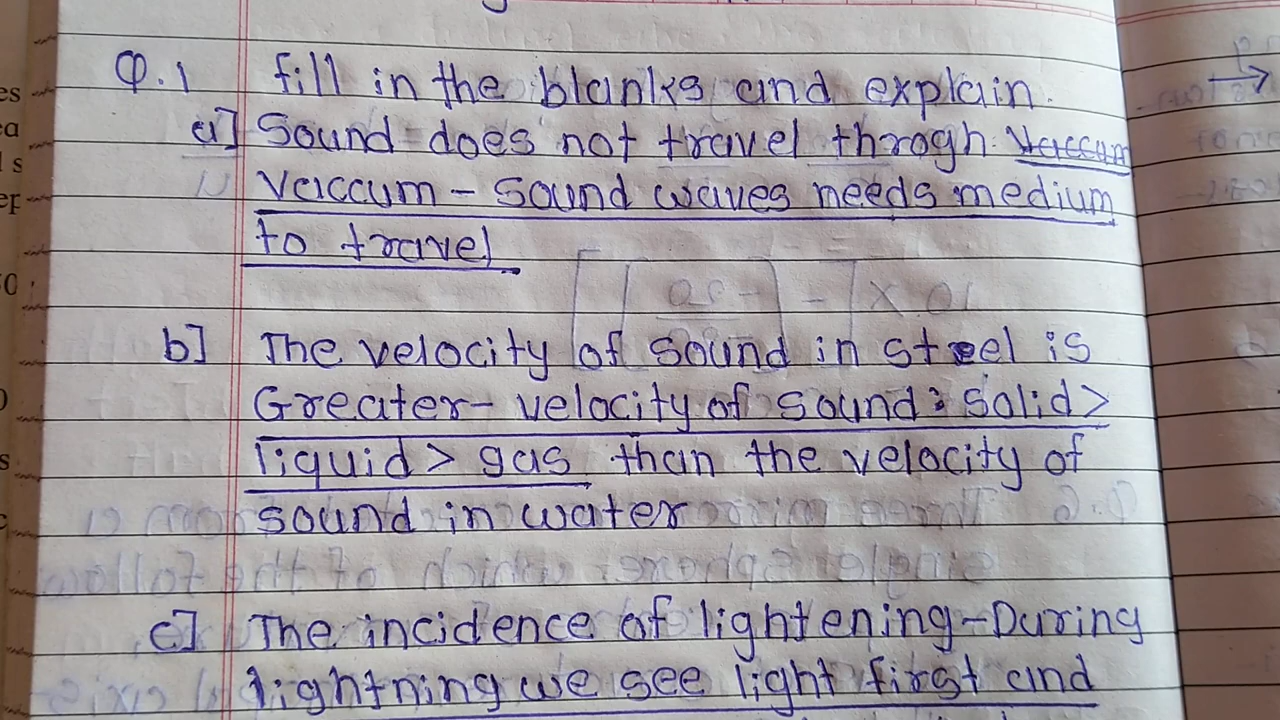 Q.1 fill in the blanks and explain.
a] Sound does not travel throgh Vaccum
Vaccum - Sound waves needs medium
to travel
b] The velocity of sound in steel is
Greater- velocity of sound : Solid >
liquid > gas than the velocity of
sound in water
c] The incidence of lightening - During
lightning we see light first and